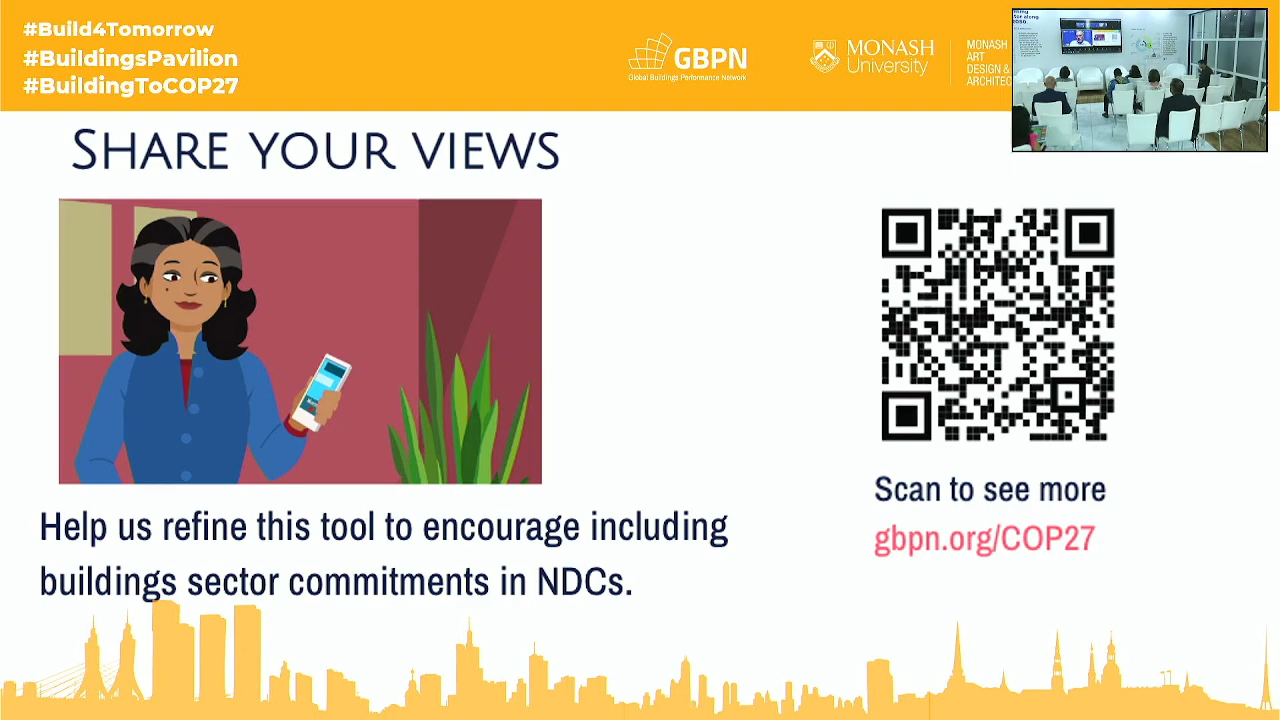 #Build4Tomorrow
#BuildingsPavilion
#BuildingToCOP27
GBPN
Global Buildings Performance Network
MONASH
University
MONASH
ART
DESIGN &
SHARE YOUR VIEWS
Help us refine this tool to encourage including
buildings sector commitments in NDCs.
Scan to see more
gbpn.org/COP27